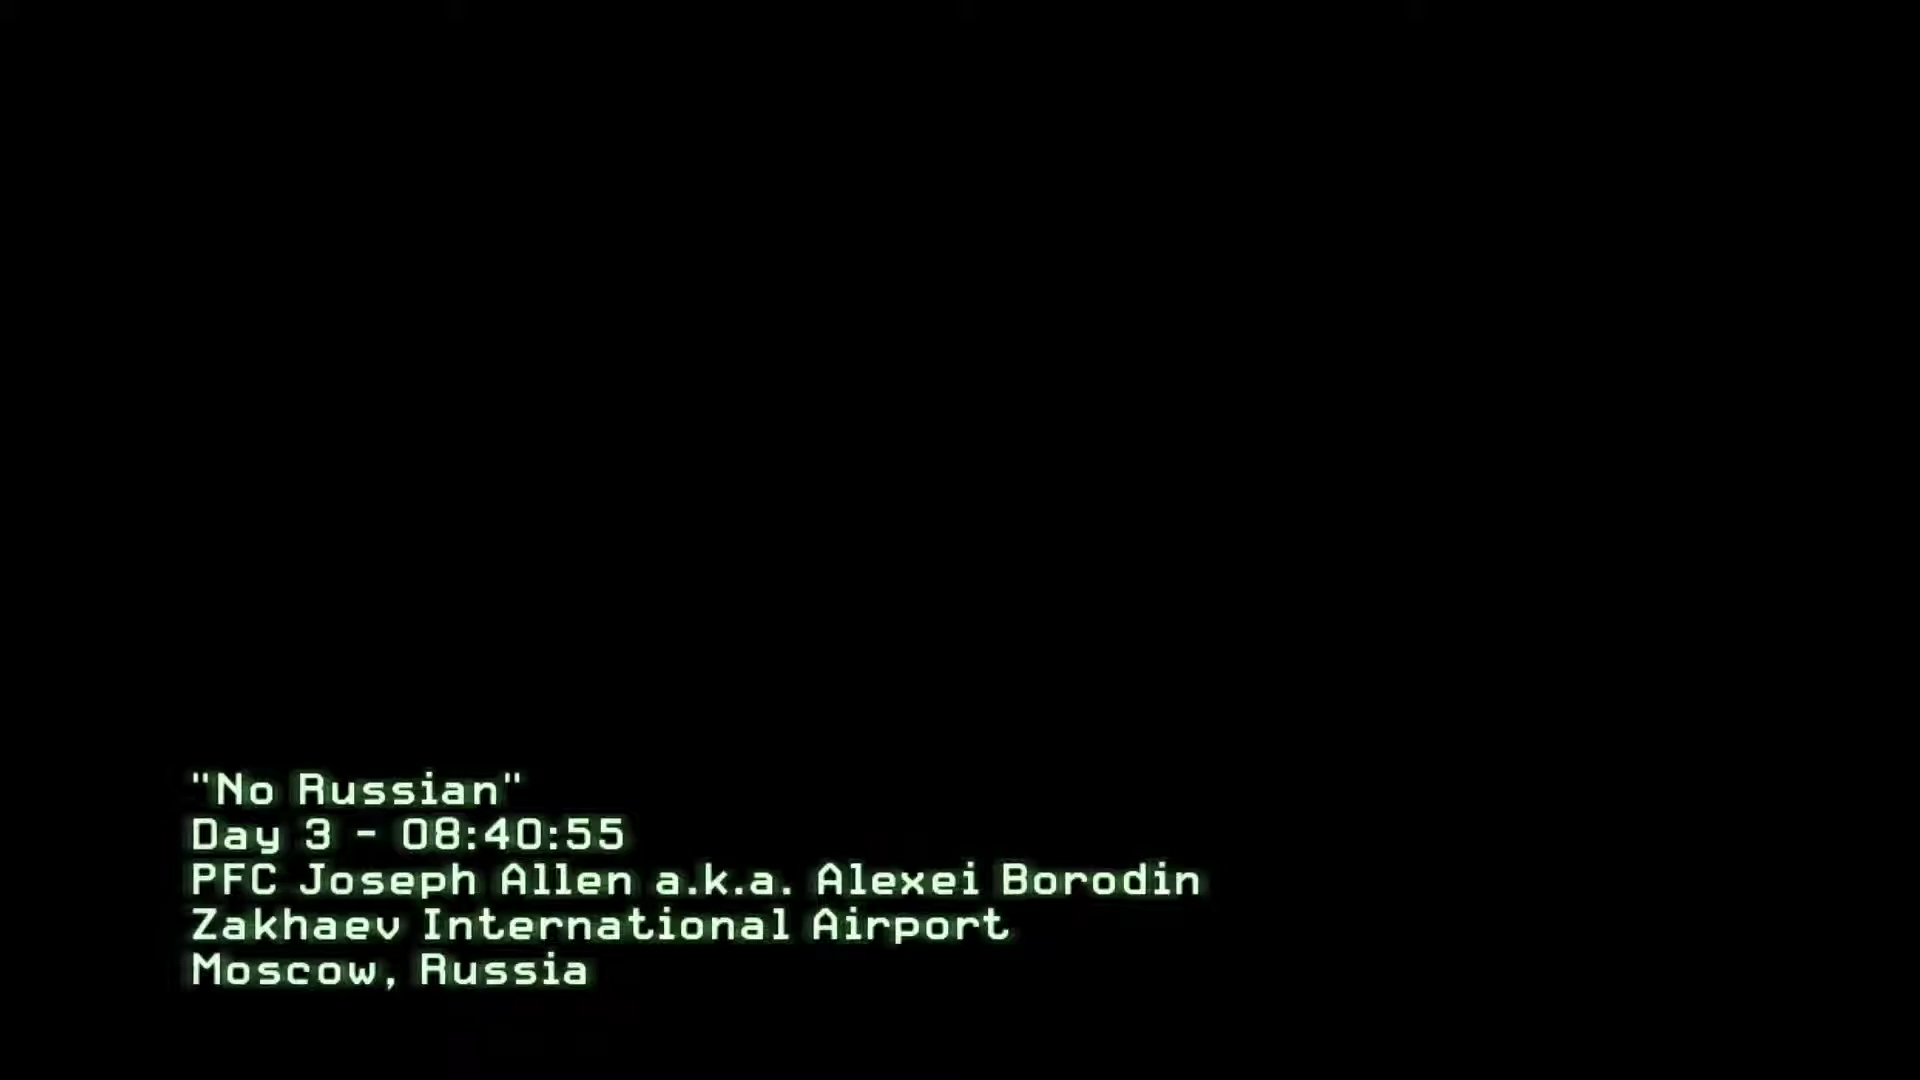 "No Russian"
Day 3 - 08:40:55
PFC Joseph Allen a.k.a. Alexei Borodin
Zakhaev International Airport
Moscow, Russia